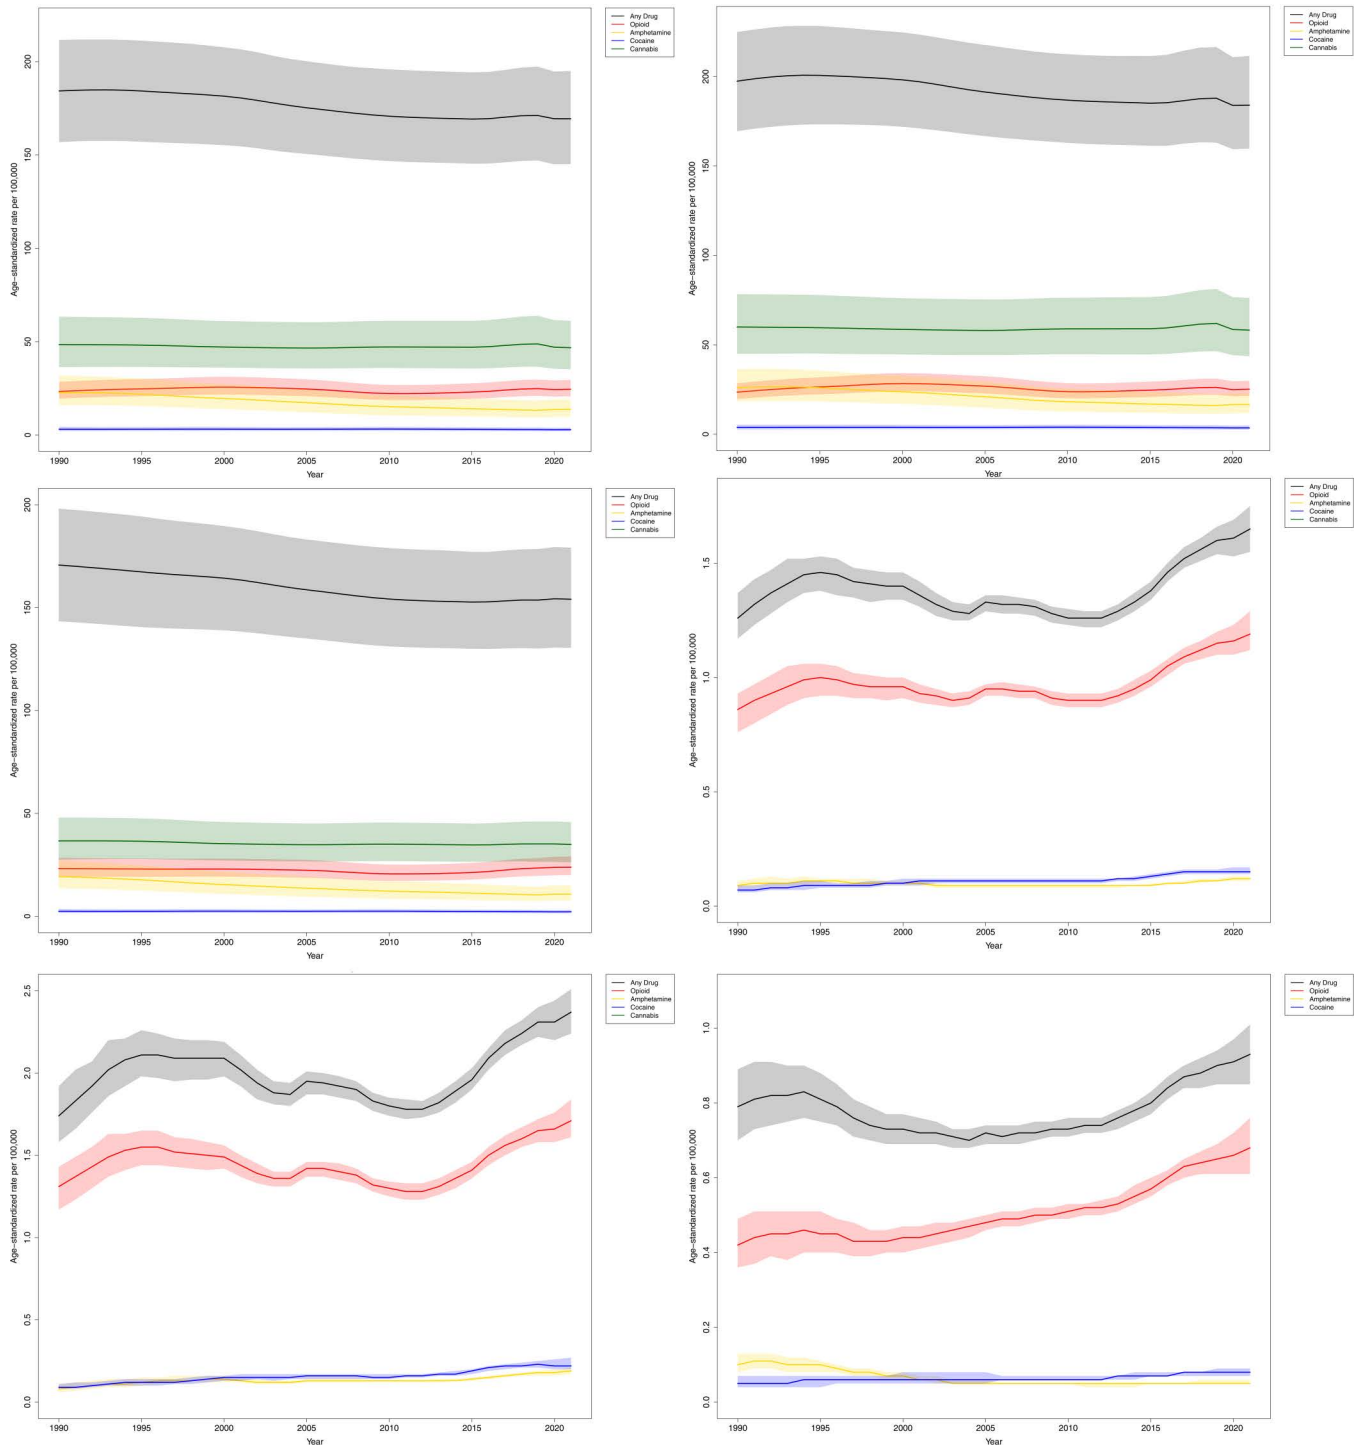 Any Drug
Opioid
Amphetamine
Cocaine
Cannabis
Age−standardized rate per 100,000
200
150
100
50
0
1990 1995 2000 2005 2010 2015 2020
Year
Any Drug
Opioid
Amphetamine
Cocaine
Cannabis
Age−standardized rate per 100,000
200
150
100
50
0
1990 1995 2000 2005 2010 2015 2020
Year
Any Drug
Opioid
Amphetamine
Cocaine
Cannabis
Age−standardized rate per 100,000
200
150
100
50
0
1990 1995 2000 2005 2010 2015 2020
Year
Any Drug
Opioid
Amphetamine
Cocaine
Cannabis
Age−standardized rate per 100,000
1.5
1.0
0.5
0.0
1990 1995 2000 2005 2010 2015 2020
Year
Any Drug
Opioid
Amphetamine
Cocaine
Cannabis
Age−standardized rate per 100,000
2.5
2.0
1.5
1.0
0.5
0.0
1990 1995 2000 2005 2010 2015 2020
Year
Any Drug
Opioid
Amphetamine
Cocaine
Age−standardized rate per 100,000
1.0
0.8
0.6
0.4
0.2
0.0
1990 1995 2000 2005 2010 2015 2020
Year